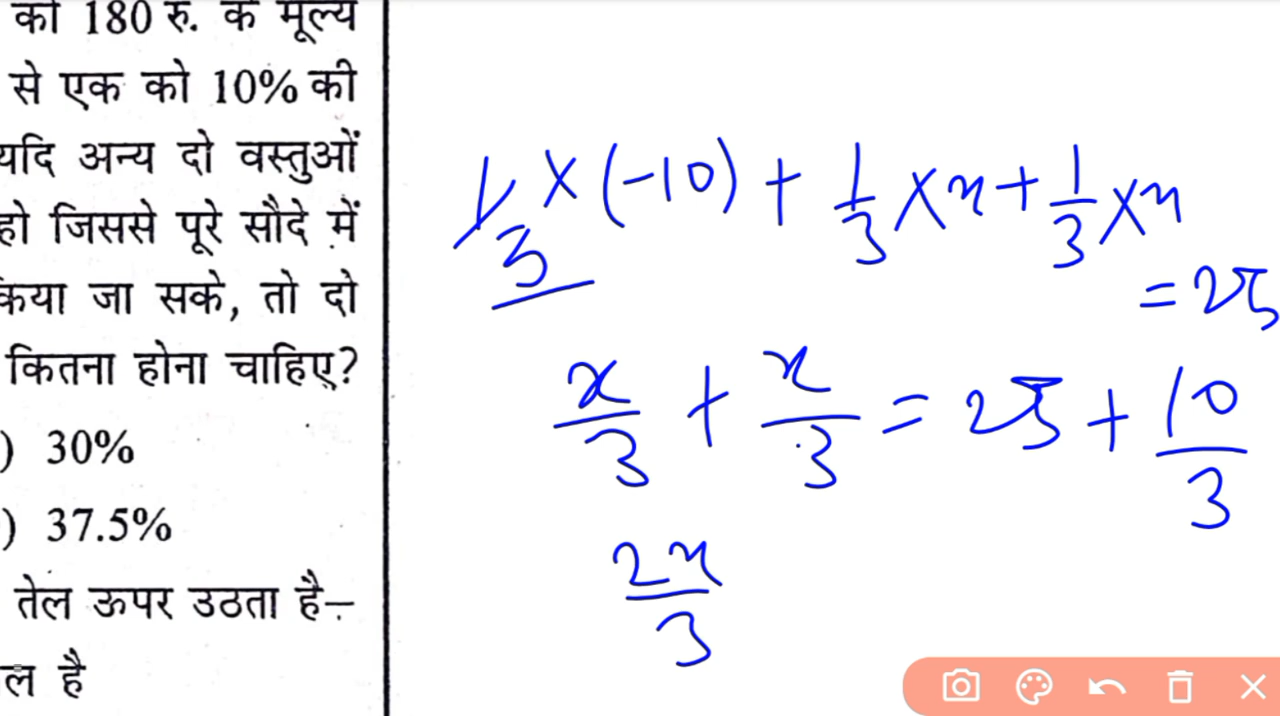 को 180 रु. के मूल्य
से एक को 10% की
यदि अन्य दो वस्तुओं
हो जिससे पूरे सौदे में
किया जा सके, तो दो
कितना होना चाहिए?
) 30%
) 37.5%
तेल ऊपर उठता है–
ल है
1/3 × (-10) + 1/3 × x + 1/3 × x
= 25
x/3 + x/3 = 25 + 10/3
2x/3